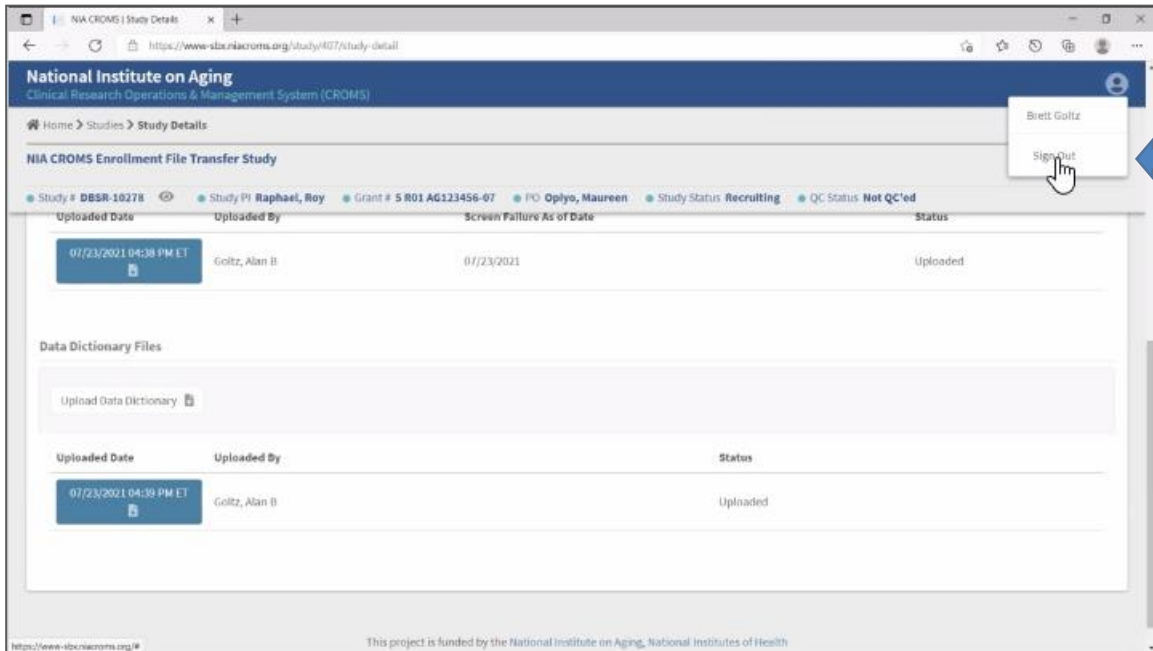 NIA CROMS | Study Details
https://www-sbx.niacroms.org/study/407/study-detail
National Institute on Aging
Clinical Research Operations & Management System (CROMS)
Brett Goltz
Home > Studies > Study Details
Sign Out
NIA CROMS Enrollment File Transfer Study
Study # DBSR-10278 Study PI Raphael, Roy Grant # 5 R01 AG123456-07 PO Opiyo, Maureen Study Status Recruiting QC Status Not QC'ed
Uploaded Date Uploaded By Screen Failure As of Date Status
07/23/2021 04:38 PM ET Goltz, Alan B 07/23/2021 Uploaded
Data Dictionary Files
Upload Data Dictionary
Uploaded Date Uploaded By Status
07/23/2021 04:39 PM ET Goltz, Alan B Uploaded
This project is funded by the National Institute on Aging, National Institutes of Health
https://www-sbx.niacroms.org/#